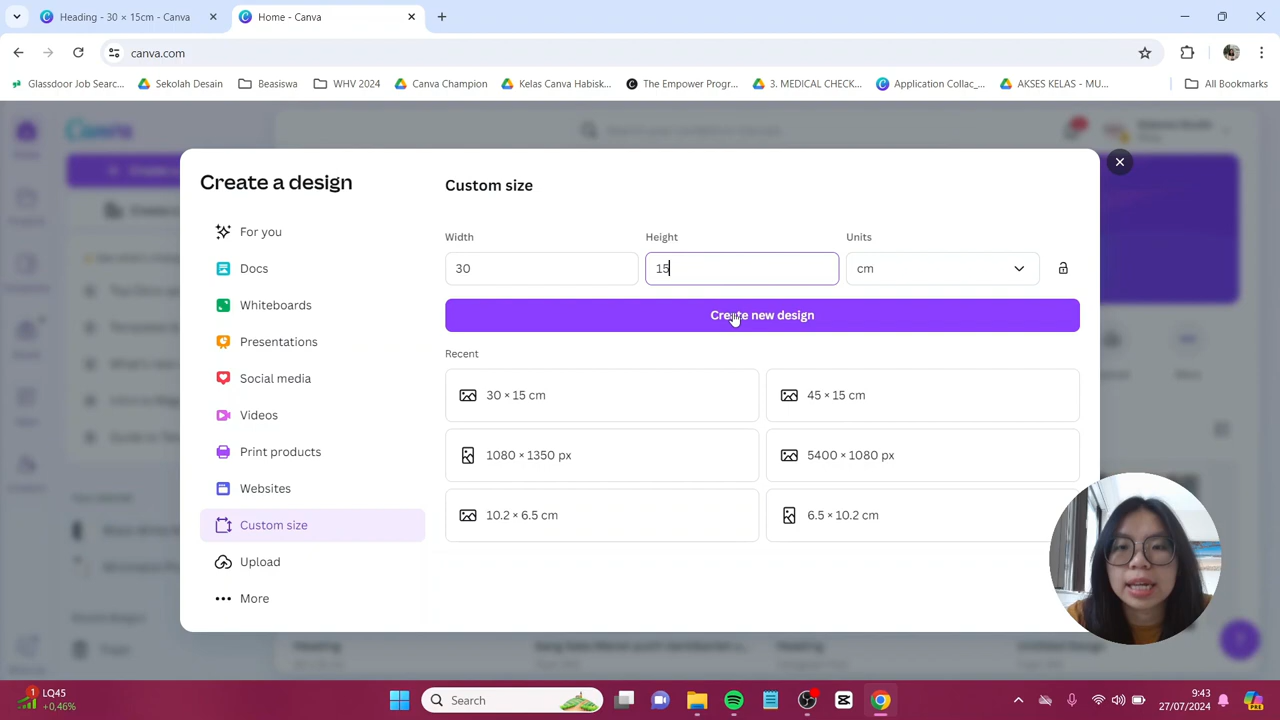 Heading - 30 × 15cm - Canva
Home - Canva
canva.com
Glassdoor Job Searc...
Sekolah Desain
Beasiswa
WHV 2024
Canva Champion
Kelas Canva Habisk...
The Empower Progr...
3. MEDICAL CHECK...
Application Collac_...
AKSES KELAS - MU...
All Bookmarks
Canva
Create a design
For you
Docs
Whiteboards
Presentations
Social media
Videos
Print products
Websites
Custom size
Upload
More
Custom size
Width
Height
Units
30
15
cm
Create new design
Recent
30 × 15 cm
45 × 15 cm
1080 × 1350 px
5400 × 1080 px
10.2 × 6.5 cm
6.5 × 10.2 cm
1
LQ45
+0,46%
Search
9:43
27/07/2024